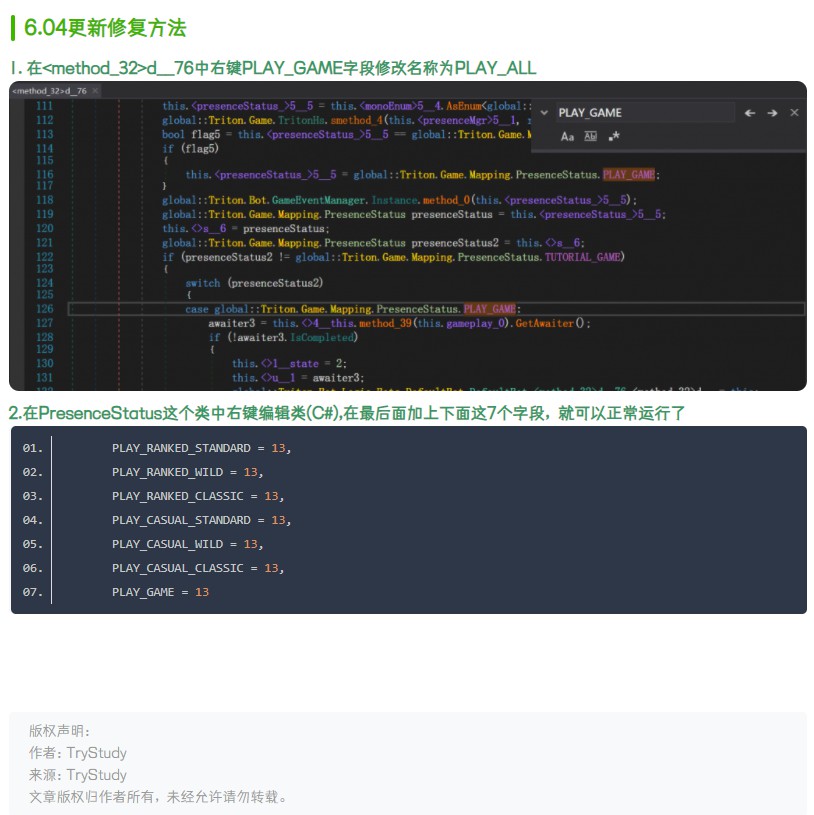 6.04更新修复方法
1. 在<method_32>d__76中右键PLAY_GAME字段修改名称为PLAY_ALL
<method_32>d__76 ×
PLAY_GAME
Aa Ab .*
111 this.<presenceStatus_>5__5 = this.<monoEnum>5__4.AsEnum<global::
112 global::Triton.Game.TritonHs.smethod_4(this.<presenceMgr>5__1,
113 bool flag5 = this.<presenceStatus_>5__5 == global::Triton.Game.M
114 if (flag5)
115 {
116 this.<presenceStatus_>5__5 = global::Triton.Game.Mapping.PresenceStatus.PLAY_GAME;
117 }
118 global::Triton.Bot.GameEventManager.Instance.method_0(this.<presenceStatus_>5__5);
119 global::Triton.Game.Mapping.PresenceStatus presenceStatus = this.<presenceStatus_>5__5;
120 this.<>s__6 = presenceStatus;
121 global::Triton.Game.Mapping.PresenceStatus presenceStatus2 = this.<>s__6;
122 if (presenceStatus2 != global::Triton.Game.Mapping.PresenceStatus.TUTORIAL_GAME)
123 {
124 switch (presenceStatus2)
125 {
126 case global::Triton.Game.Mapping.PresenceStatus.PLAY_GAME:
127 awaiter3 = this.<>4__this.method_39(this.gameplay_0).GetAwaiter();
128 if (!awaiter3.IsCompleted)
129 {
130 this.<>1__state = 2;
131 this.<>u__1 = awaiter3;
2.在PresenceStatus这个类中右键编辑类(C#),在最后面加上下面这7个字段，就可以正常运行了
01. PLAY_RANKED_STANDARD = 13,
02. PLAY_RANKED_WILD = 13,
03. PLAY_RANKED_CLASSIC = 13,
04. PLAY_CASUAL_STANDARD = 13,
05. PLAY_CASUAL_WILD = 13,
06. PLAY_CASUAL_CLASSIC = 13,
07. PLAY_GAME = 13
版权声明：
作者：TryStudy
来源：TryStudy
文章版权归作者所有，未经允许请勿转载。